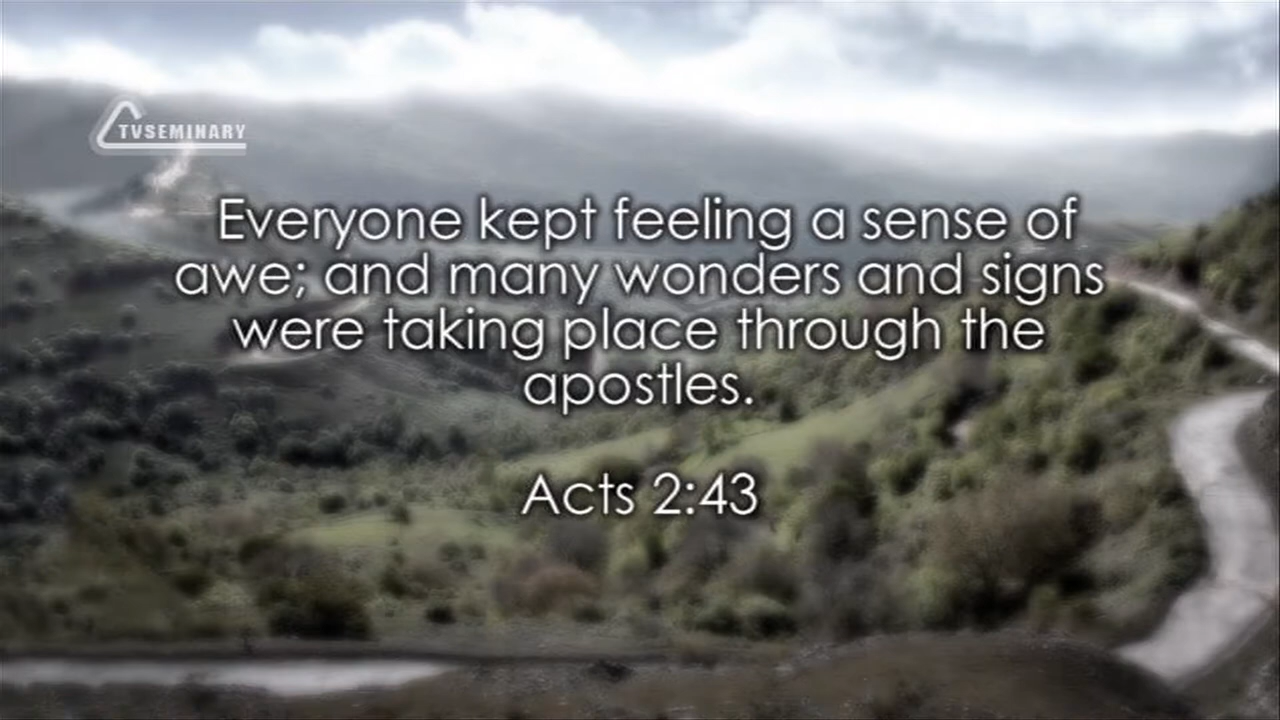 TVSEMINARY
Everyone kept feeling a sense of
awe; and many wonders and signs
were taking place through the
apostles.
Acts 2:43